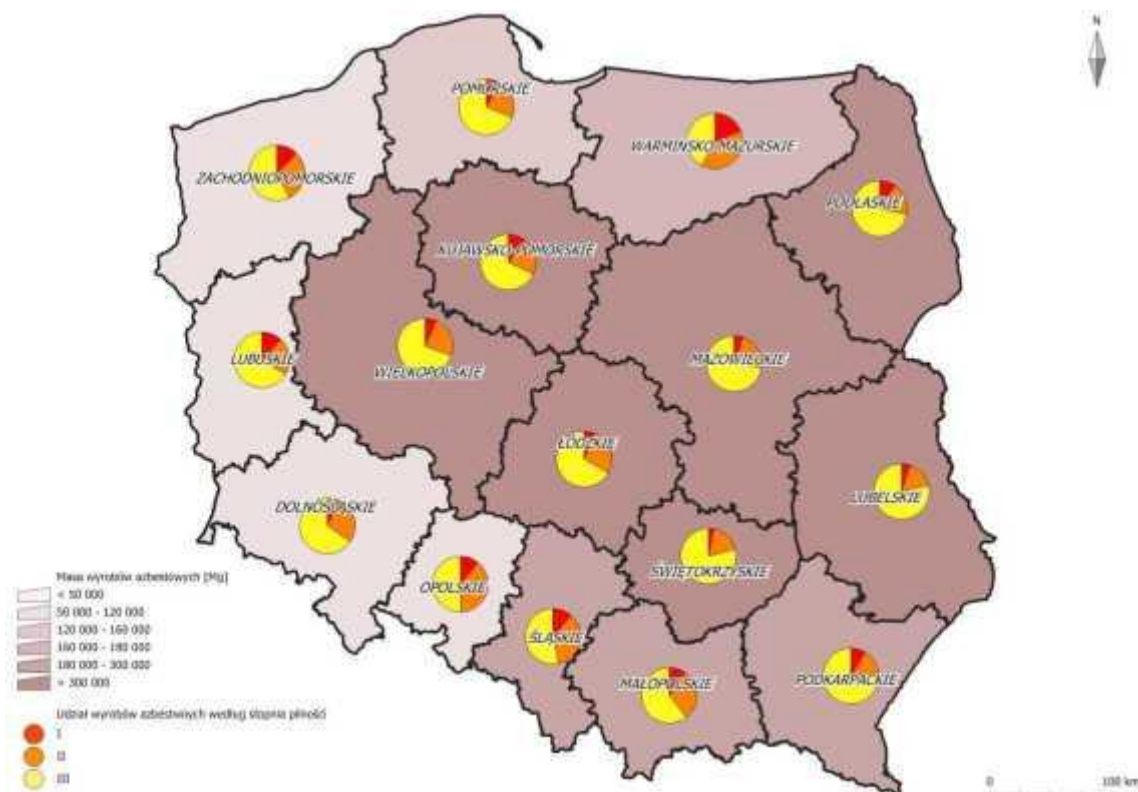 N
POMORSKIE
WARMIŃSKO-MAZURSKIE
ZACHODNIOPOMORSKIE
PODLASKIE
KUJAWSKO-POMORSKIE
LUBUSKIE
WIELKOPOLSKIE
MAZOWIECKIE
ŁÓDZKIE
LUBELSKIE
DOLNOŚLĄSKIE
ŚWIĘTOKRZYSKIE
OPOLSKIE
ŚLĄSKIE
MAŁOPOLSKIE
PODKARPACKIE
Masa wyrobów azbestowych [Mg]
< 50 000
50 000 - 120 000
120 000 - 160 000
160 000 - 180 000
180 000 - 300 000
> 300 000
Udział wyrobów azbestwnych według stopnia pilności
I
II
III
0 100 km